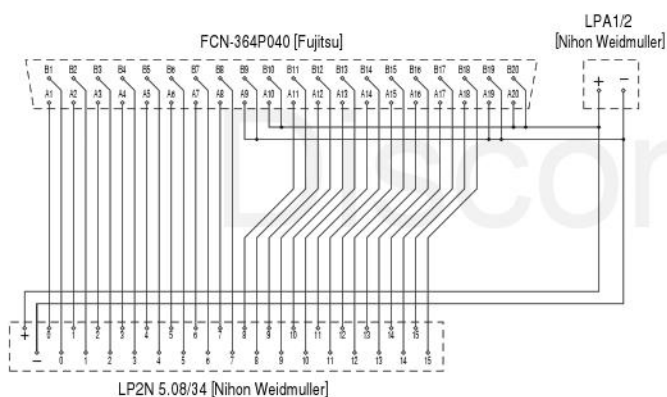 LPA1/2
FCN-364P040 [Fujitsu]
[Nihon Weidmuller]
B1 B2 B3 B4 B5 B6 B7 B8 B9 B10 B11 B12 B13 B14 B15 B16 B17 B18 B19 B20
+ −
A1 A2 A3 A4 A5 A6 A7 A8 A9 A10 A11 A12 A13 A14 A15 A16 A17 A18 A19 A20
Discor
+ 0 1 2 3 4 5 6 7 8 9 10 11 12 13 14 15
− 0 1 2 3 4 5 6 7 8 9 10 11 12 13 14 15
LP2N 5.08/34 [Nihon Weidmuller]